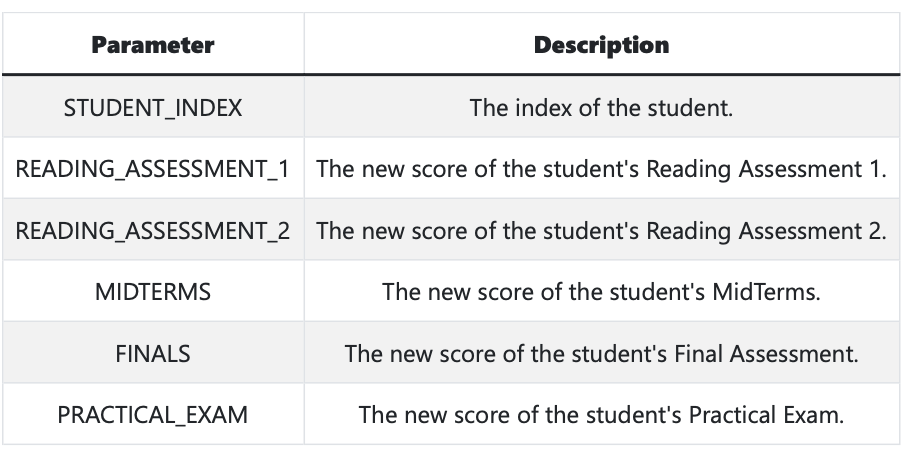 Parameter Description
STUDENT_INDEX The index of the student.
READING_ASSESSMENT_1 The new score of the student's Reading Assessment 1.
READING_ASSESSMENT_2 The new score of the student's Reading Assessment 2.
MIDTERMS The new score of the student's MidTerms.
FINALS The new score of the student's Final Assessment.
PRACTICAL_EXAM The new score of the student's Practical Exam.